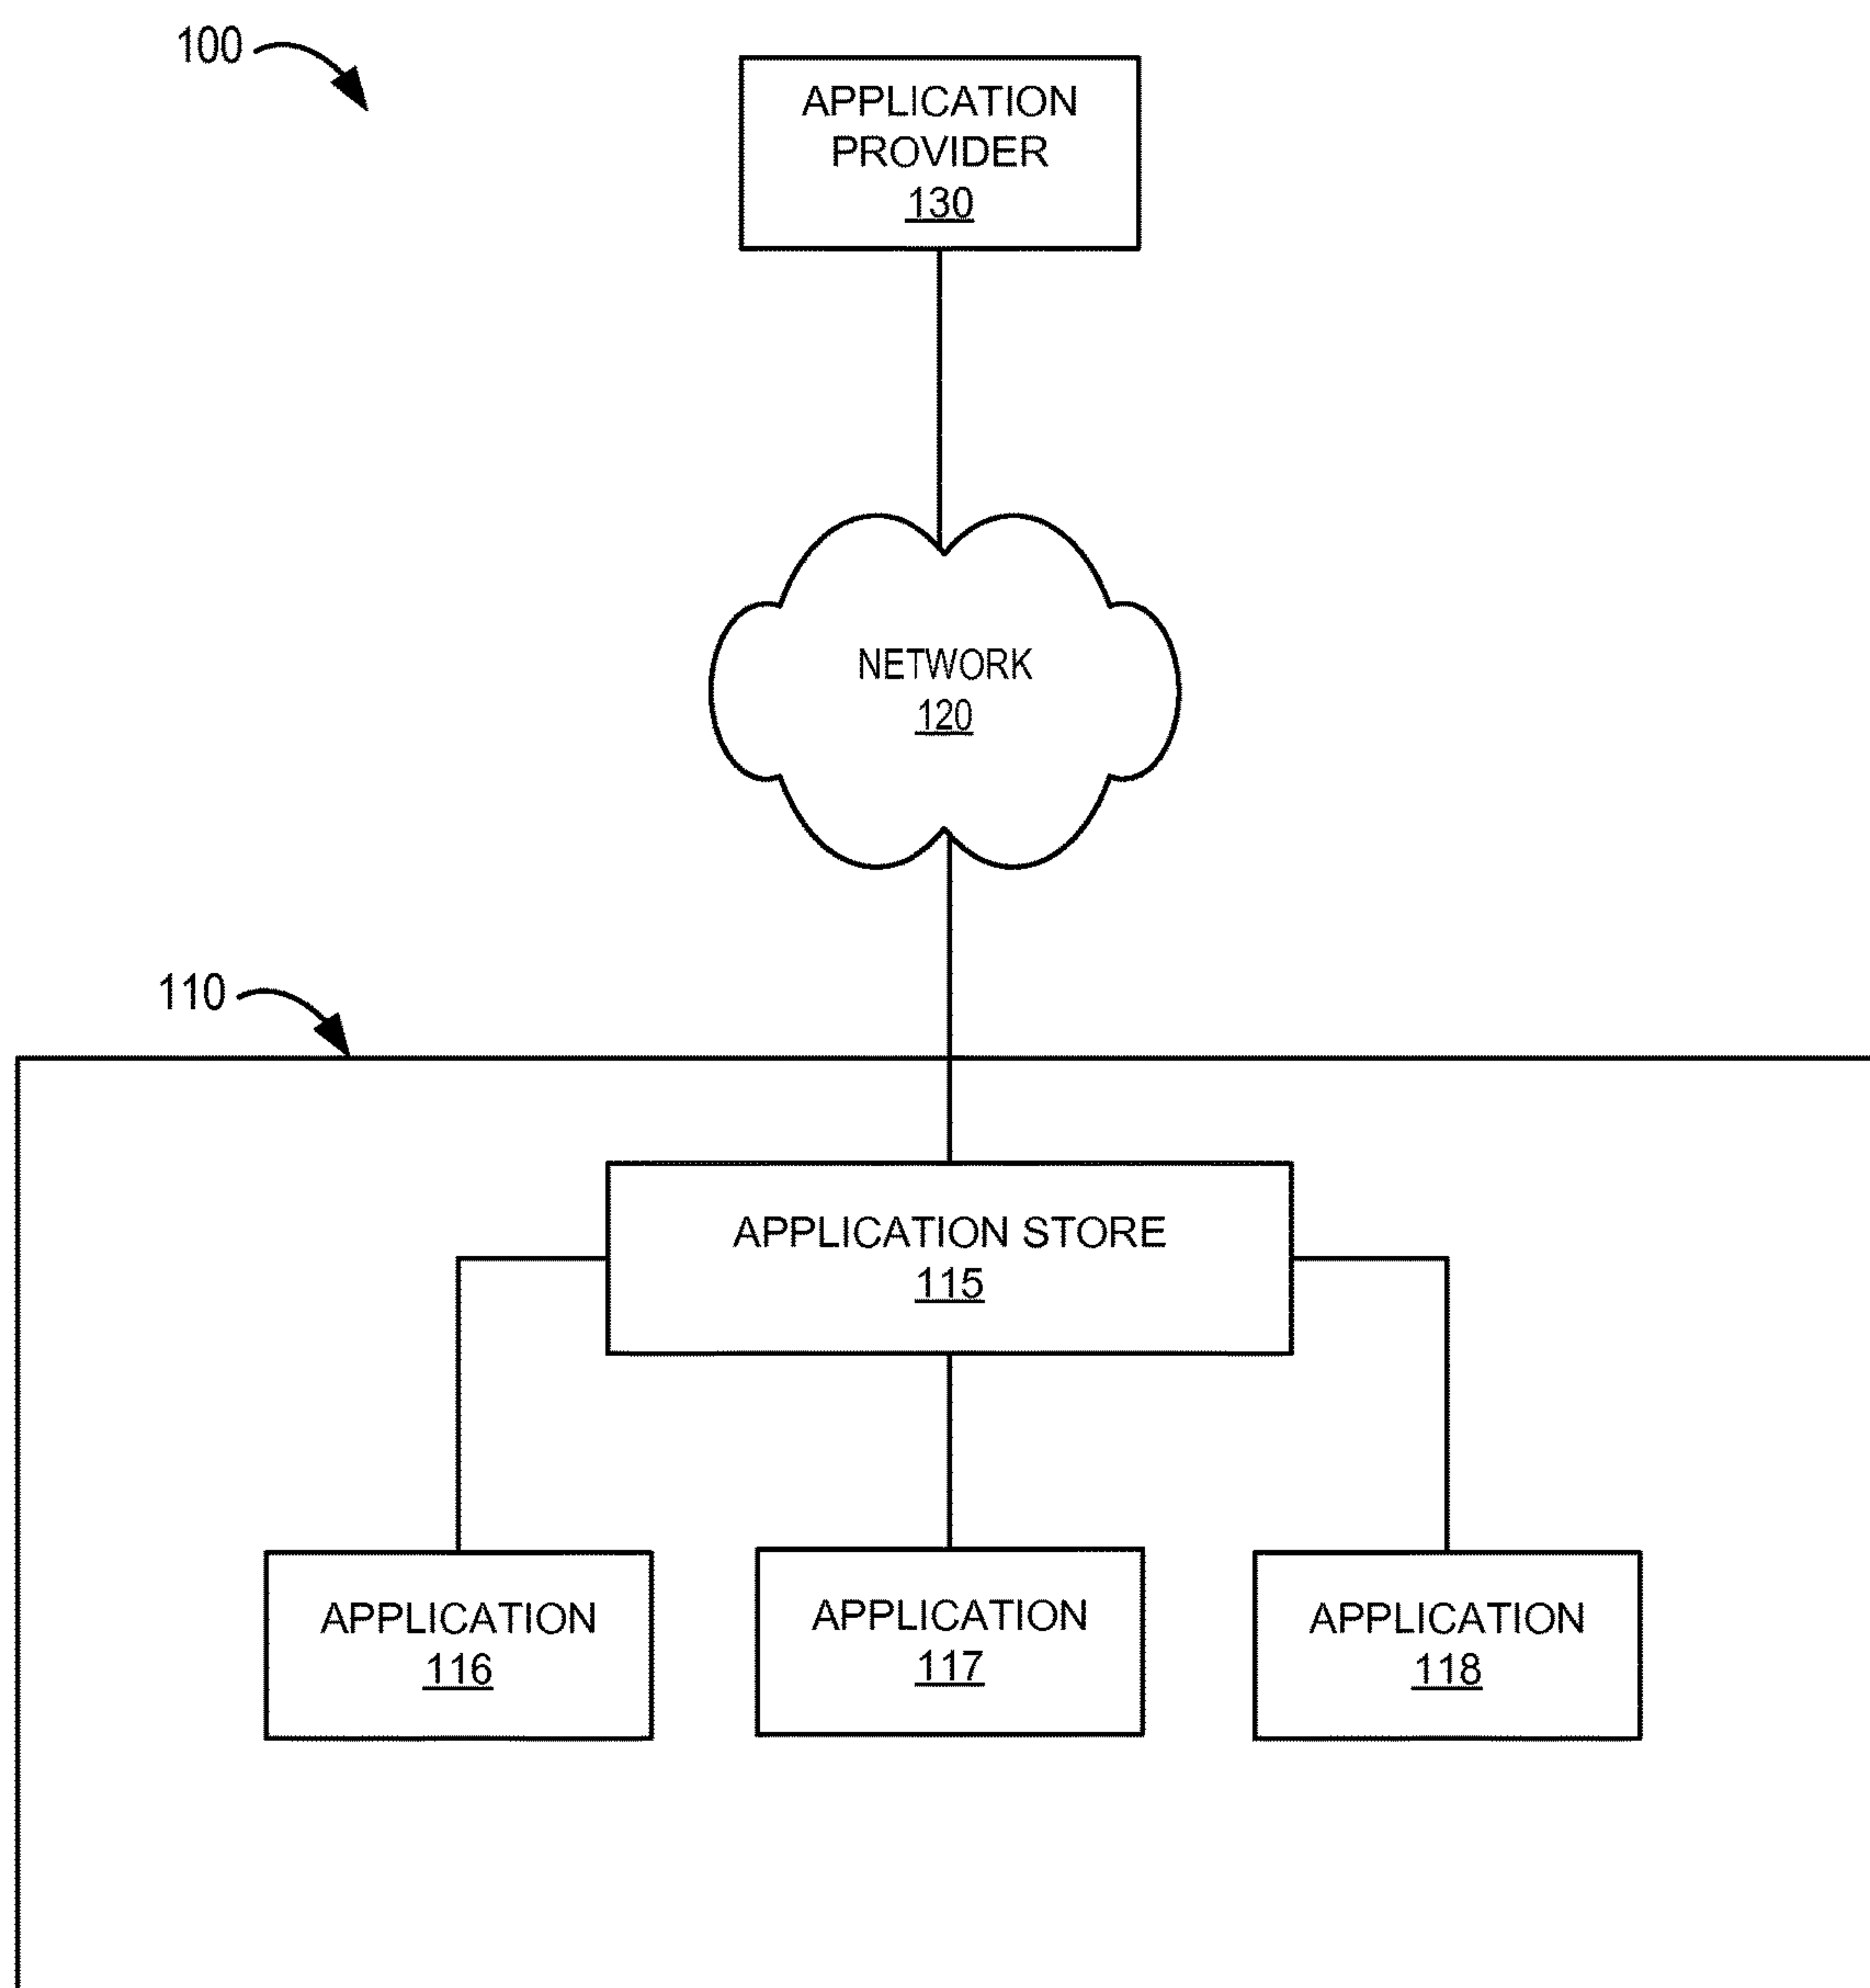 100
APPLICATION
PROVIDER
130
NETWORK
120
110
APPLICATION STORE
115
APPLICATION
116
APPLICATION
117
APPLICATION
118